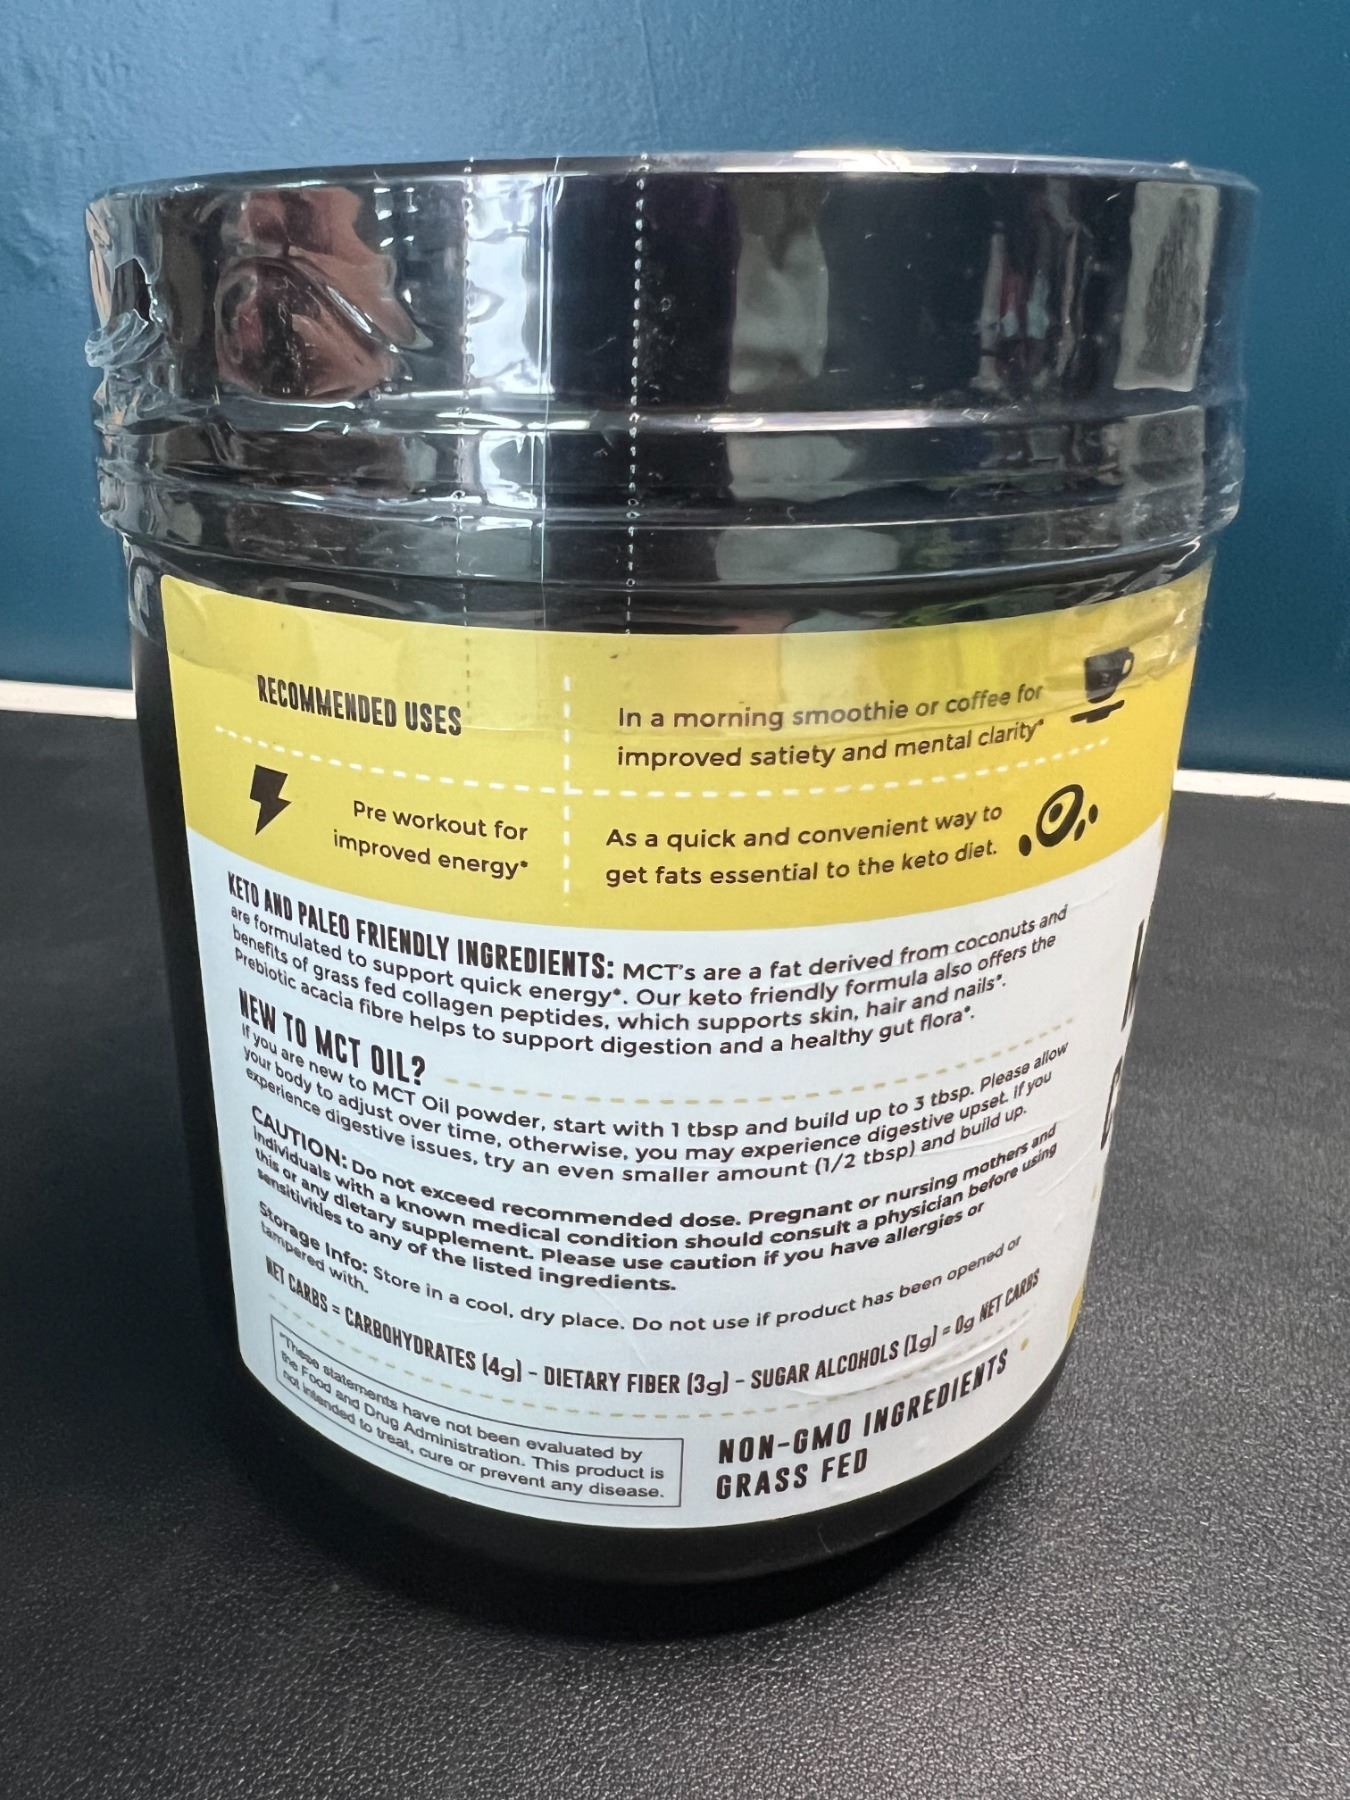 RECOMMENDED USES
In a morning smoothie or coffee for
improved satiety and mental clarity*
Pre workout for
improved energy*
As a quick and convenient way to
get fats essential to the keto diet.
KETO AND PALEO FRIENDLY INGREDIENTS: MCT's are a fat derived from coconuts and
are formulated to support quick energy*. Our keto friendly formula also offers the
benefits of grass fed collagen peptides, which supports skin, hair and nails*.
Prebiotic acacia fibre helps to support digestion and a healthy gut flora*.
NEW TO MCT OIL?
If you are new to MCT Oil powder, start with 1 tbsp and build up to 3 tbsp. Please allow
your body to adjust over time, otherwise, you may experience digestive upset. If you
experience digestive issues, try an even smaller amount (1/2 tbsp) and build up.
CAUTION: Do not exceed recommended dose. Pregnant or nursing mothers and
Individuals with a known medical condition should consult a physician before using
this or any dietary supplement. Please use caution if you have allergies or
sensitivities to any of the listed ingredients.
Storage Info: Store in a cool, dry place. Do not use if product has been opened or
tampered with.
NET CARBS = CARBOHYDRATES (4g) - DIETARY FIBER (3g) - SUGAR ALCOHOLS (1g) = 0g NET CARBS
*These statements have not been evaluated by
the Food and Drug Administration. This product is
not intended to treat, cure or prevent any disease.
NON-GMO INGREDIENTS •
GRASS FED